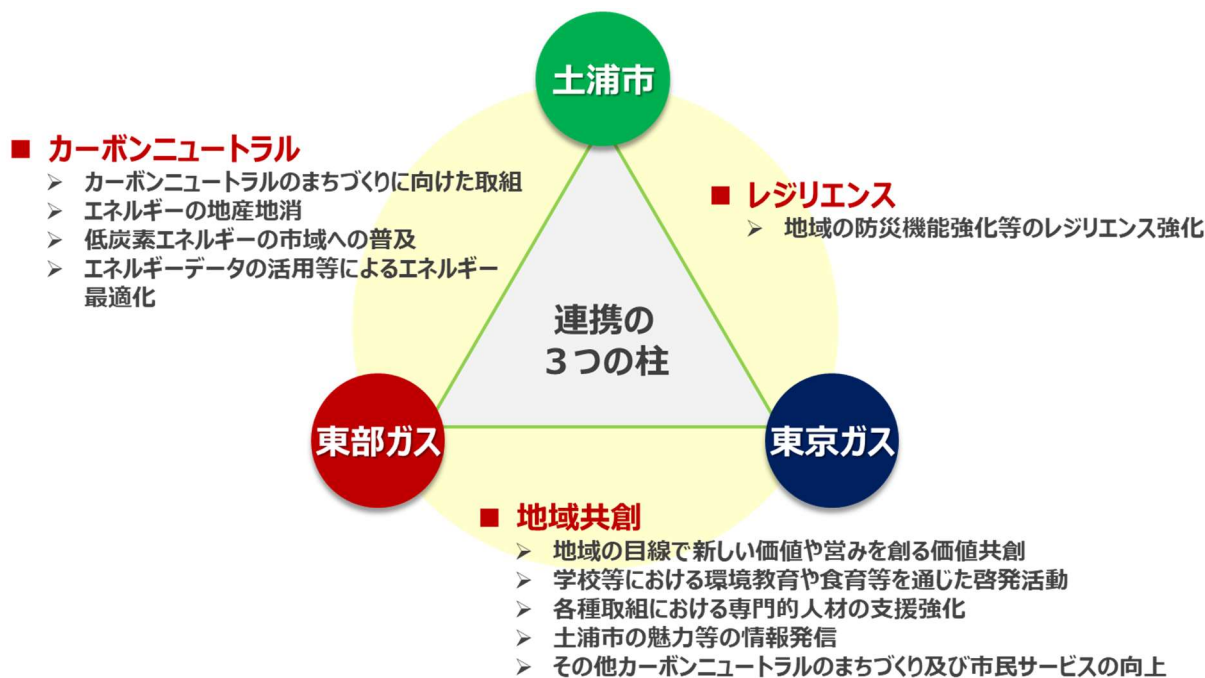 土浦市
■ カーボンニュートラル
➢ カーボンニュートラルのまちづくりに向けた取組
➢ エネルギーの地産地消
➢ 低炭素エネルギーの市域への普及
➢ エネルギーデータの活用等によるエネルギー
最適化
■ レジリエンス
➢ 地域の防災機能強化等のレジリエンス強化
連携の
３つの柱
東部ガス
東京ガス
■ 地域共創
➢ 地域の目線で新しい価値や営みを創る価値共創
➢ 学校等における環境教育や食育等を通じた啓発活動
➢ 各種取組における専門的人材の支援強化
➢ 土浦市の魅力等の情報発信
➢ その他カーボンニュートラルのまちづくり及び市民サービスの向上